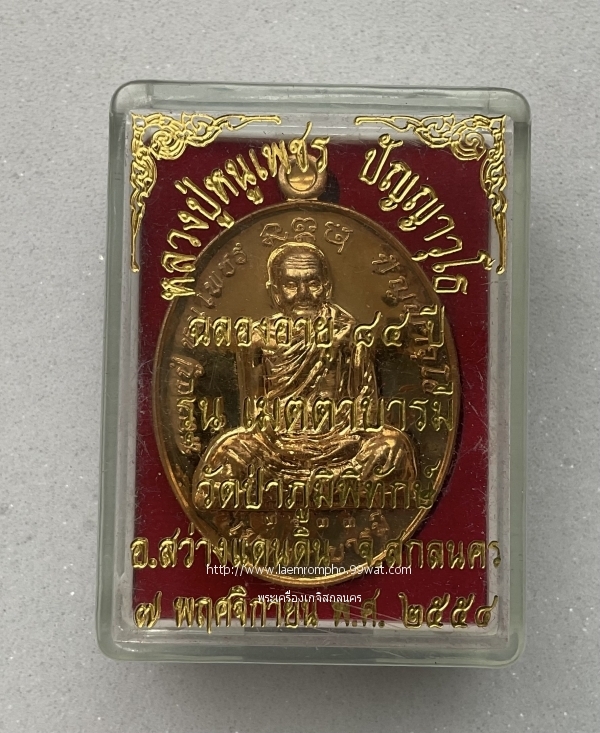 หลวงปู่หนูเพชร ปัญญาวุโธ
ฉลองอายุ ๘๔ ปี
รุ่น เมตตาบารมี
วัดป่าภูมิพิทักษ์
อ.สว่างแดนดิน จ.สกลนคร
http://www.laemrompho.99wat.com
พระเครื่องเกจิสกลนคร
๗ พฤศจิกายน พ.ศ. ๒๕๕๔